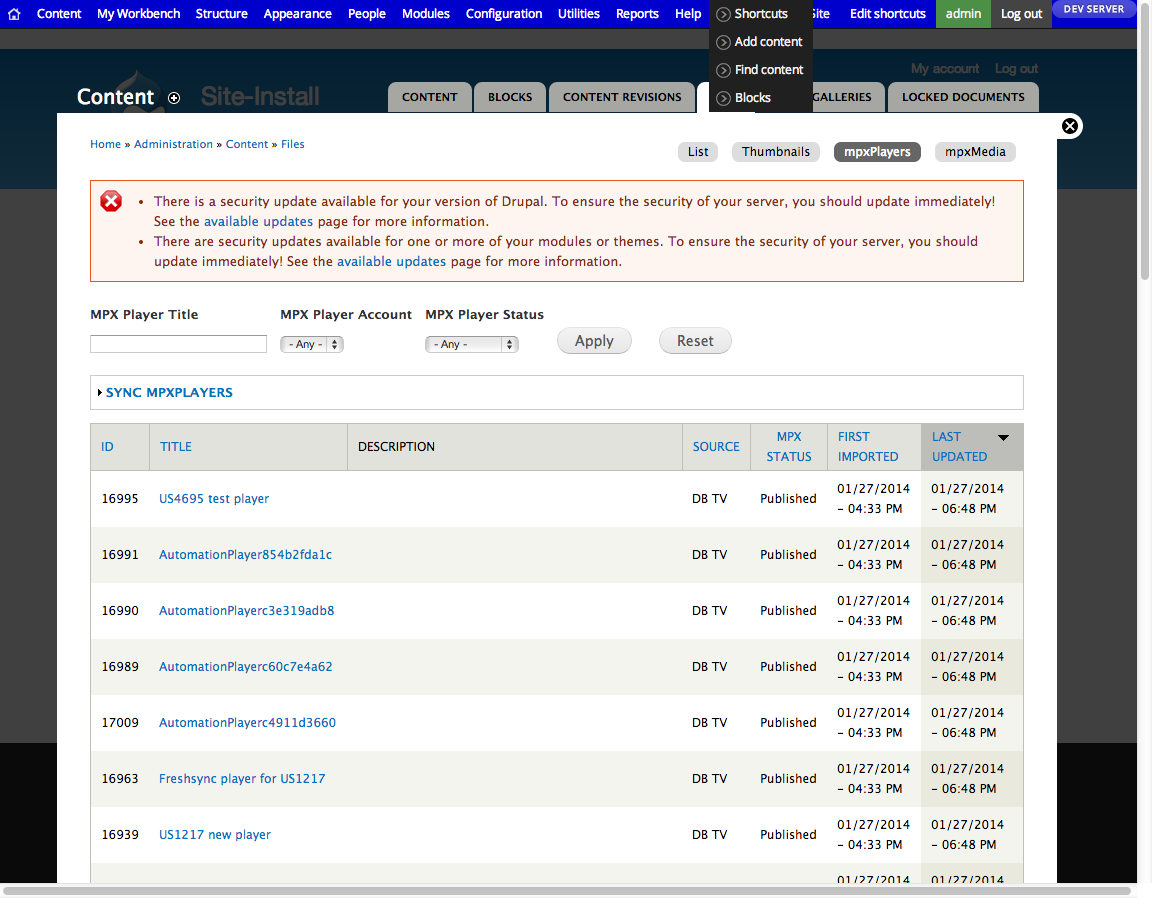 Content My Workbench Structure Appearance People Modules Configuration Utilities Reports Help Shortcuts Site Edit shortcuts admin Log out DEV SERVER
Add content
Find content
Blocks
My account Log out
Content Site-Install
CONTENT BLOCKS CONTENT REVISIONS GALLERIES LOCKED DOCUMENTS
Home » Administration » Content » Files
List Thumbnails mpxPlayers mpxMedia
• There is a security update available for your version of Drupal. To ensure the security of your server, you should update immediately!
See the available updates page for more information.
• There are security updates available for one or more of your modules or themes. To ensure the security of your server, you should
update immediately! See the available updates page for more information.
MPX Player Title MPX Player Account MPX Player Status
- Any - - Any - Apply Reset
SYNC MPXPLAYERS
ID TITLE DESCRIPTION SOURCE MPX STATUS FIRST IMPORTED LAST UPDATED
16995 US4695 test player DB TV Published 01/27/2014 – 04:33 PM 01/27/2014 – 06:48 PM
16991 AutomationPlayer854b2fda1c DB TV Published 01/27/2014 – 04:33 PM 01/27/2014 – 06:48 PM
16990 AutomationPlayerc3e319adb8 DB TV Published 01/27/2014 – 04:33 PM 01/27/2014 – 06:48 PM
16989 AutomationPlayerc60c7e4a62 DB TV Published 01/27/2014 – 04:33 PM 01/27/2014 – 06:48 PM
17009 AutomationPlayerc4911d3660 DB TV Published 01/27/2014 – 04:33 PM 01/27/2014 – 06:48 PM
16963 Freshsync player for US1217 DB TV Published 01/27/2014 – 04:33 PM 01/27/2014 – 06:48 PM
16939 US1217 new player DB TV Published 01/27/2014 – 04:33 PM 01/27/2014 – 06:48 PM
01/27/2014 01/27/2014